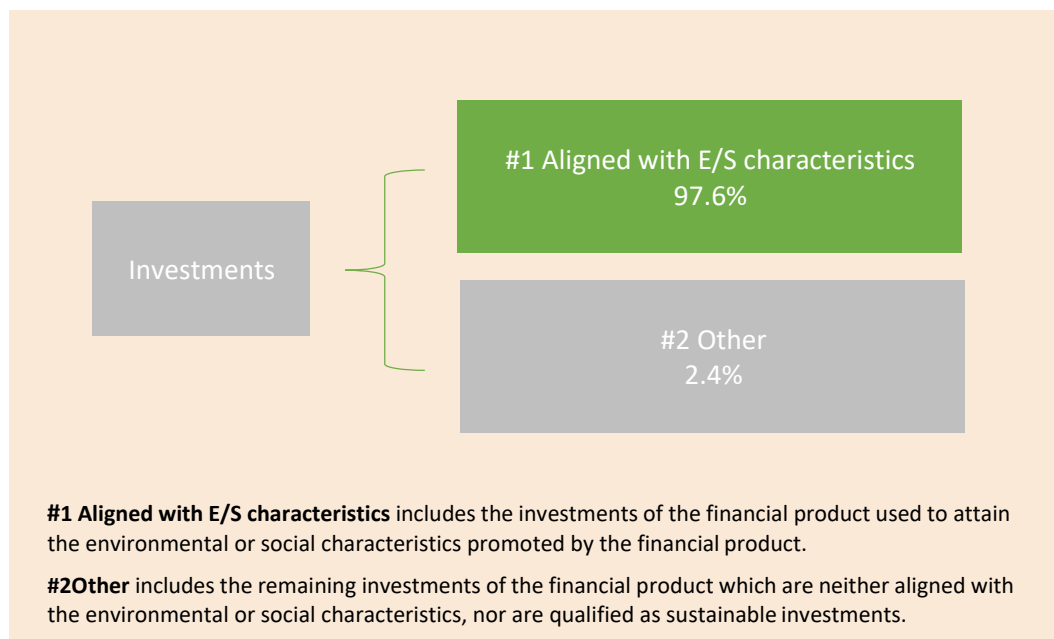 #1 Aligned with E/S characteristics
97.6%
Investments
#2 Other
2.4%
#1 Aligned with E/S characteristics includes the investments of the financial product used to attain
the environmental or social characteristics promoted by the financial product.
#2Other includes the remaining investments of the financial product which are neither aligned with
the environmental or social characteristics, nor are qualified as sustainable investments.